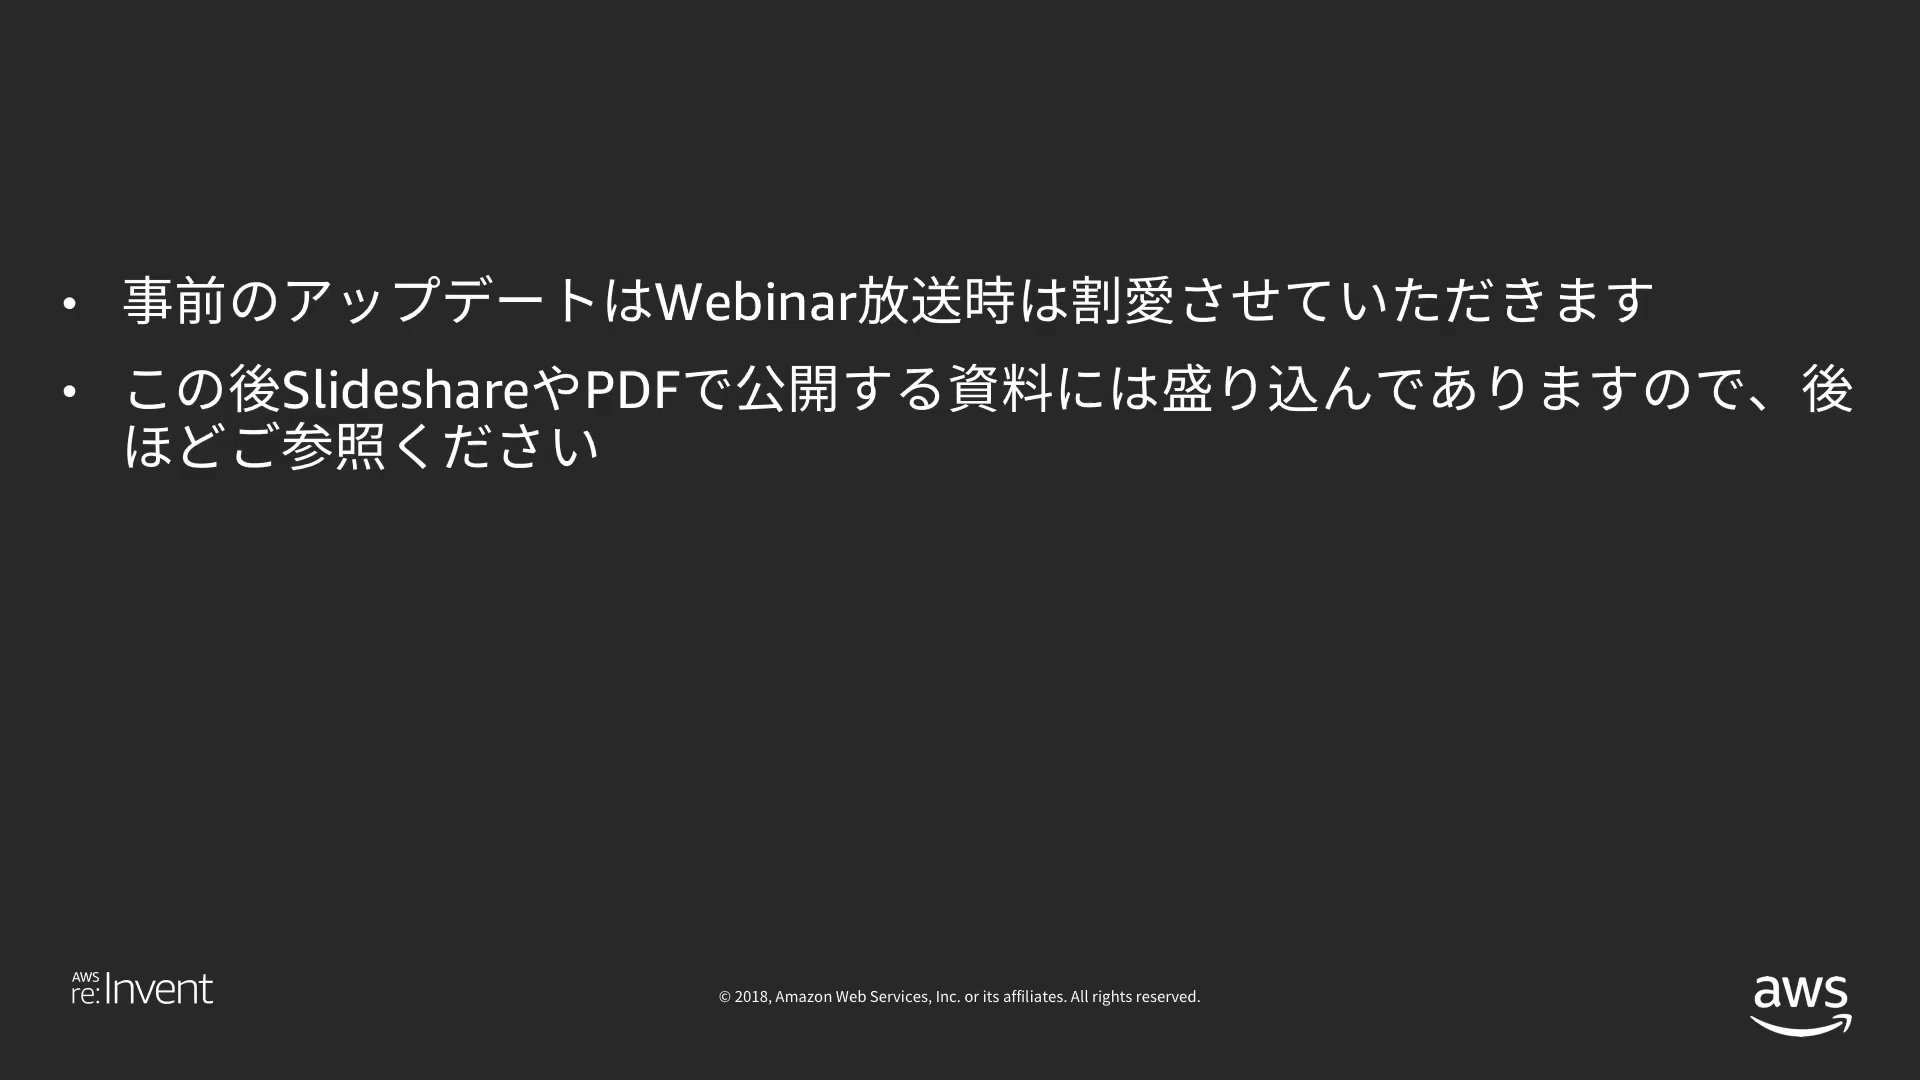 • 事前のアップデートはWebinar放送時は割愛させていただきます
• この後SlideshareやPDFで公開する資料には盛り込んでありますので、後
ほどご参照ください
AWS
re:Invent
© 2018, Amazon Web Services, Inc. or its affiliates. All rights reserved.
aws